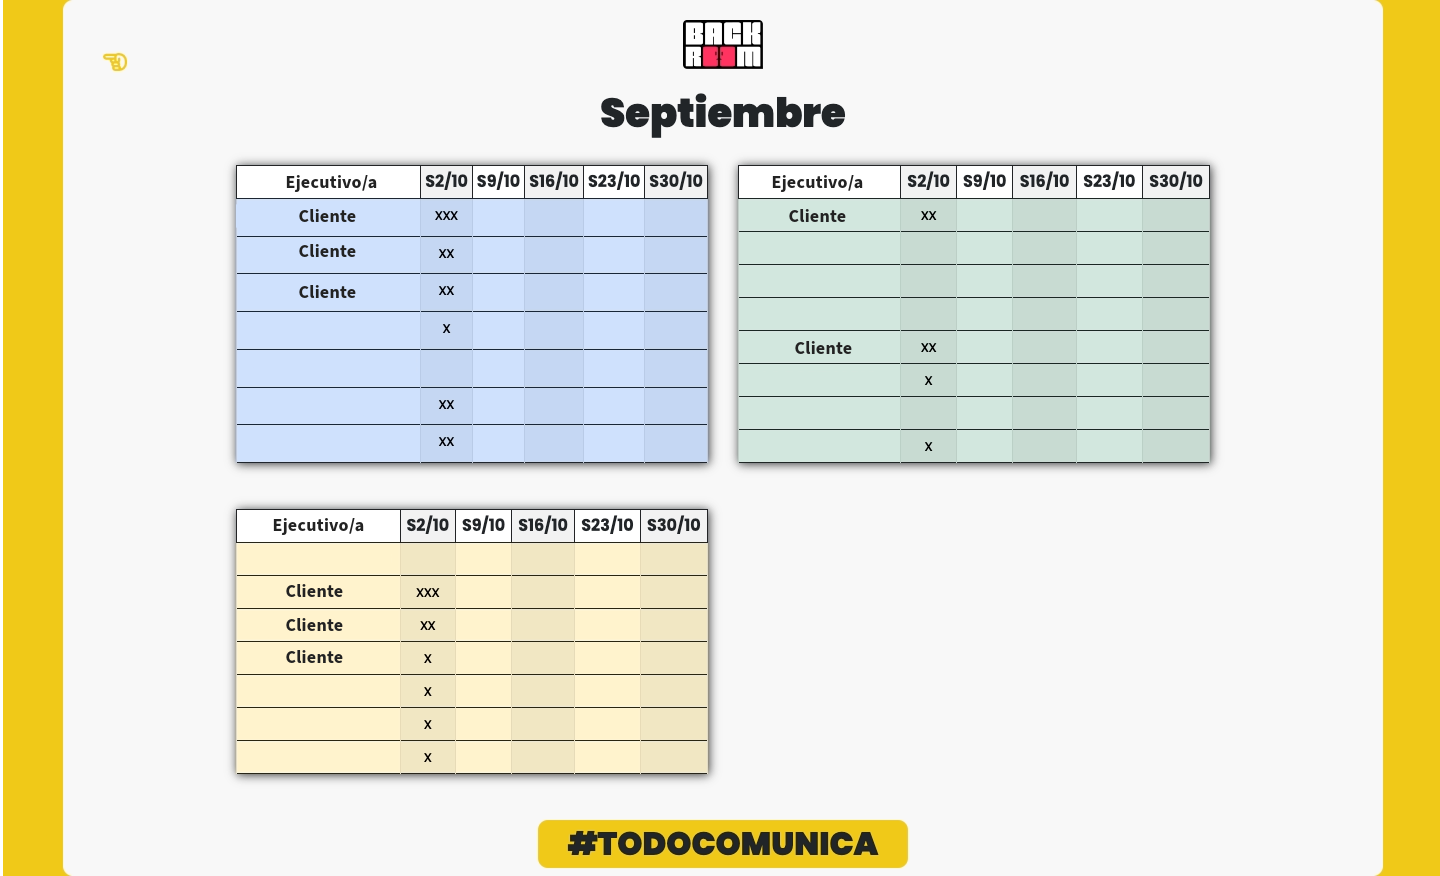 BACK
ROOM
Septiembre
Ejecutivo/a S2/10 S9/10 S16/10 S23/10 S30/10
Cliente xxx
Cliente xx
Cliente xx
x
xx
xx
Ejecutivo/a S2/10 S9/10 S16/10 S23/10 S30/10
Cliente xx
Cliente xx
x
x
Ejecutivo/a S2/10 S9/10 S16/10 S23/10 S30/10
Cliente xxx
Cliente xx
Cliente x
x
x
x
#TODOCOMUNICA